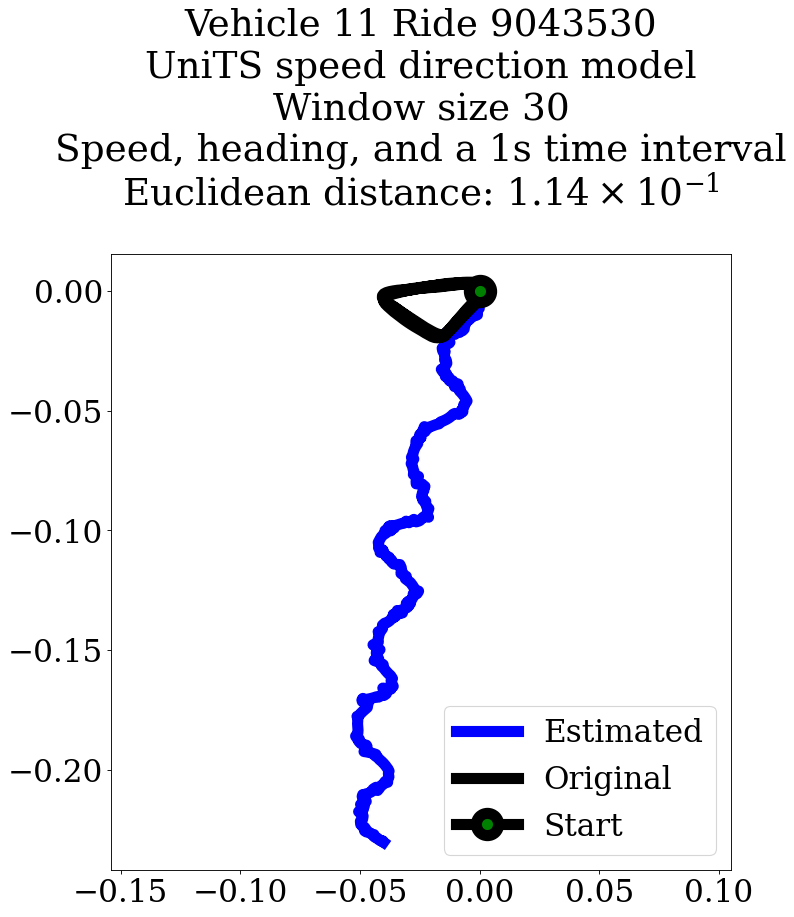 Vehicle 11 Ride 9043530
UniTS speed direction model
Window size 30
Speed, heading, and a 1s time interval
Euclidean distance: 1.14 × 10⁻¹
0.00
−0.05
−0.10
−0.15
−0.20
Estimated
Original
Start
−0.15 −0.10 −0.05 0.00 0.05 0.10